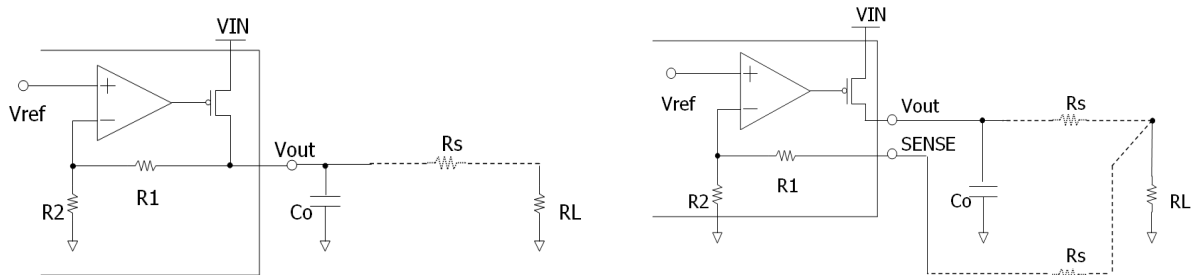 VIN
+
Vref
−
Vout
Rs
R1
R2
Co
RL
VIN
+
Vref
−
Vout
Rs
SENSE
R1
R2
Co
RL
Rs